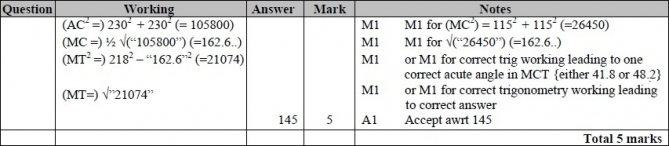 Question Working Answer Mark Notes
(AC² =) 230² + 230² (= 105800) M1 M1 for (MC²) = 115² + 115² (=26450)
(MC =) ½ √("105800") (=162.6..) M1 M1 for √("26450") (=162.6..)
(MT² =) 218² – "162.6"² (=21074) M1 or M1 for correct trig working leading to one
correct acute angle in MCT {either 41.8 or 48.2}
(MT=) √"21074" M1 or M1 for correct trigonometry working leading
to correct answer
145 5 A1 Accept awrt 145
Total 5 marks